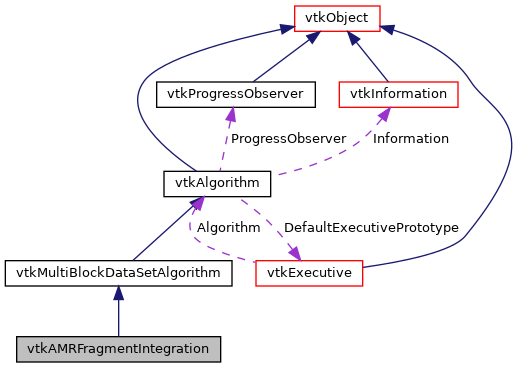 vtkObject
vtkProgressObserver
vtkInformation
ProgressObserver
Information
vtkAlgorithm
Algorithm
DefaultExecutivePrototype
vtkMultiBlockDataSetAlgorithm
vtkExecutive
vtkAMRFragmentIntegration